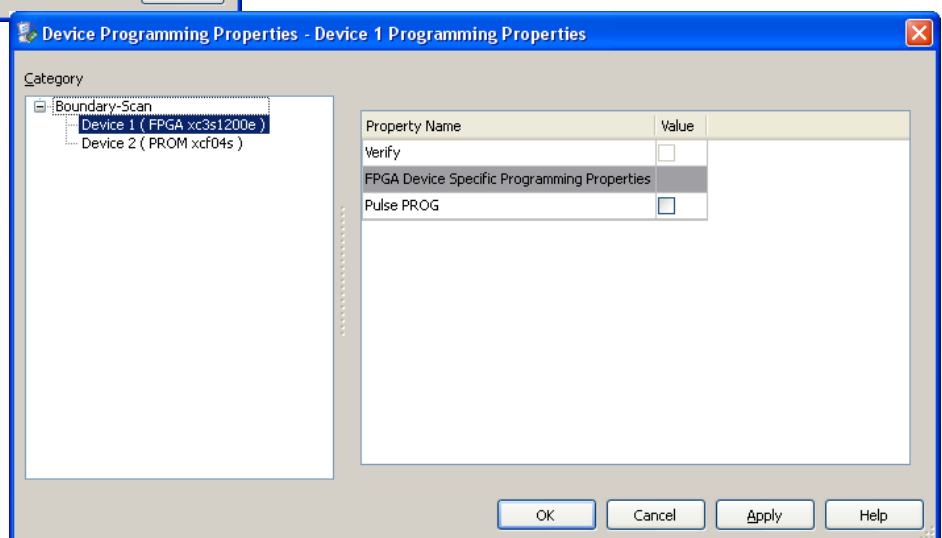 Device Programming Properties - Device 1 Programming Properties
Category
Boundary-Scan
Device 1 ( FPGA xc3s1200e )
Device 2 ( PROM xcf04s )
Property Name Value
Verify
FPGA Device Specific Programming Properties
Pulse PROG
OK Cancel Apply Help